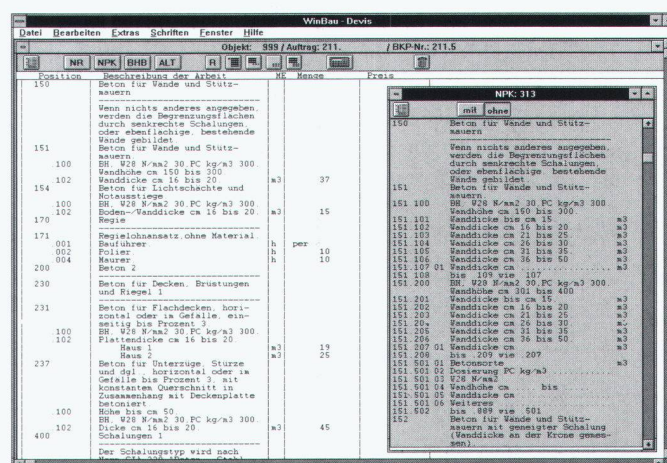 WinBau - Devis
Datei Bearbeiten Extras Schriften Fenster Hilfe
Objekt: 999 / Auftrag: 211. / BKP-Nr.: 211.5
NR NPK BHB ALT R
Position Beschreibung der Arbeit ME Menge Preis
150 Beton für Wände und Stütz-
mauern
Wenn nichts anderes angegeben,
werden die Begrenzungsflächen
durch senkrechte Schalungen,
oder ebenflächige, bestehende
Wände gebildet.
151 Beton für Wände und Stütz-
mauern
.100 BH. W28 N/mm2 30.PC kg/m3 300.
Wandhöhe cm 150 bis 300
.102 Wanddicke cm 16 bis 20 m3 37
154 Beton für Lichtschächte und
Notausstiege
.100 BH. W28 N/mm2 30.PC kg/m3 300.
.102 Boden-/Wanddicke cm 16 bis 20. m3 15
170 Regie
171 Regielohnansatz.ohne Material.
.001 Bauführer h per
.002 Polier h 10
.004 Maurer h 10
200 Beton 2
230 Beton für Decken, Brüstungen
und Riegel 1
231 Beton für Flachdecken, hori-
zontal oder im Gefälle, ein-
seitig bis Prozent 3.
.100 BH. W28 N/mm2 30.PC kg/m3 300.
.102 Plattendicke cm 16 bis 20.
Haus 1 m3 19
Haus 2 m3 25
237 Beton für Unterzüge, Stürze
und dgl., horizontal oder im
Gefälle bis Prozent 3, mit
konstantem Querschnitt in
Zusammenhang mit Deckenplatte
betoniert.
.100 Höhe bis cm 50
BH. W28 N/mm2 30.PC kg/m3 300.
.102 Dicke cm 16 bis 20 m3 45
400 Schalungen 1
Der Schalungstyp wird nach
NPK: 313
mit ohne
150 Beton für Wände und Stütz-
mauern
Wenn nichts anderes angegeben,
werden die Begrenzungsflächen
durch senkrechte Schalungen,
oder ebenflächige, bestehende
Wände gebildet.
151 Beton für Wände und Stütz-
mauern
151.100 BH. W28 N/mm2 30.PC kg/m3 300.
Wandhöhe cm 150 bis 300.
151.101 Wanddicke bis cm 15. m3
151.102 Wanddicke cm 16 bis 20. m3
151.103 Wanddicke cm 21 bis 25. m3
151.104 Wanddicke cm 26 bis 30. m3
151.105 Wanddicke cm 31 bis 35. m3
151.106 Wanddicke cm 36 bis 50. m3
151.107 01 Wanddicke cm m3
151.108 bis .109 wie .107
151.200 BH. W28 N/mm2 30.PC kg/m3 300.
Wandhöhe cm 301 bis 400
151.201 Wanddicke bis cm 15. m3
151.202 Wanddicke cm 16 bis 20 m3
151.203 Wanddicke cm 21 bis 25. m3
Wanddicke cm 26 bis 30. m3
151.205 Wanddicke cm 31 bis 35 m3
151.206 Wanddicke cm 36 bis 50. m3
151.207 01 Wanddicke cm m3
151.208 bis .209 wie .207
151.501 01 Betonsorte m3
151.501 02 Dosierung PC kg/m3
151.501 03 W28 N/mm2
151.501 04 Wandhöhe cm bis
151.501 05 Wanddicke cm
151.501 06 Weiteres
151.502 bis .889 wie .501
152 Beton für Wände und Stütz-
mauern mit geneigter Schalung
(Wanddicke an der Krone gemes-
sen).